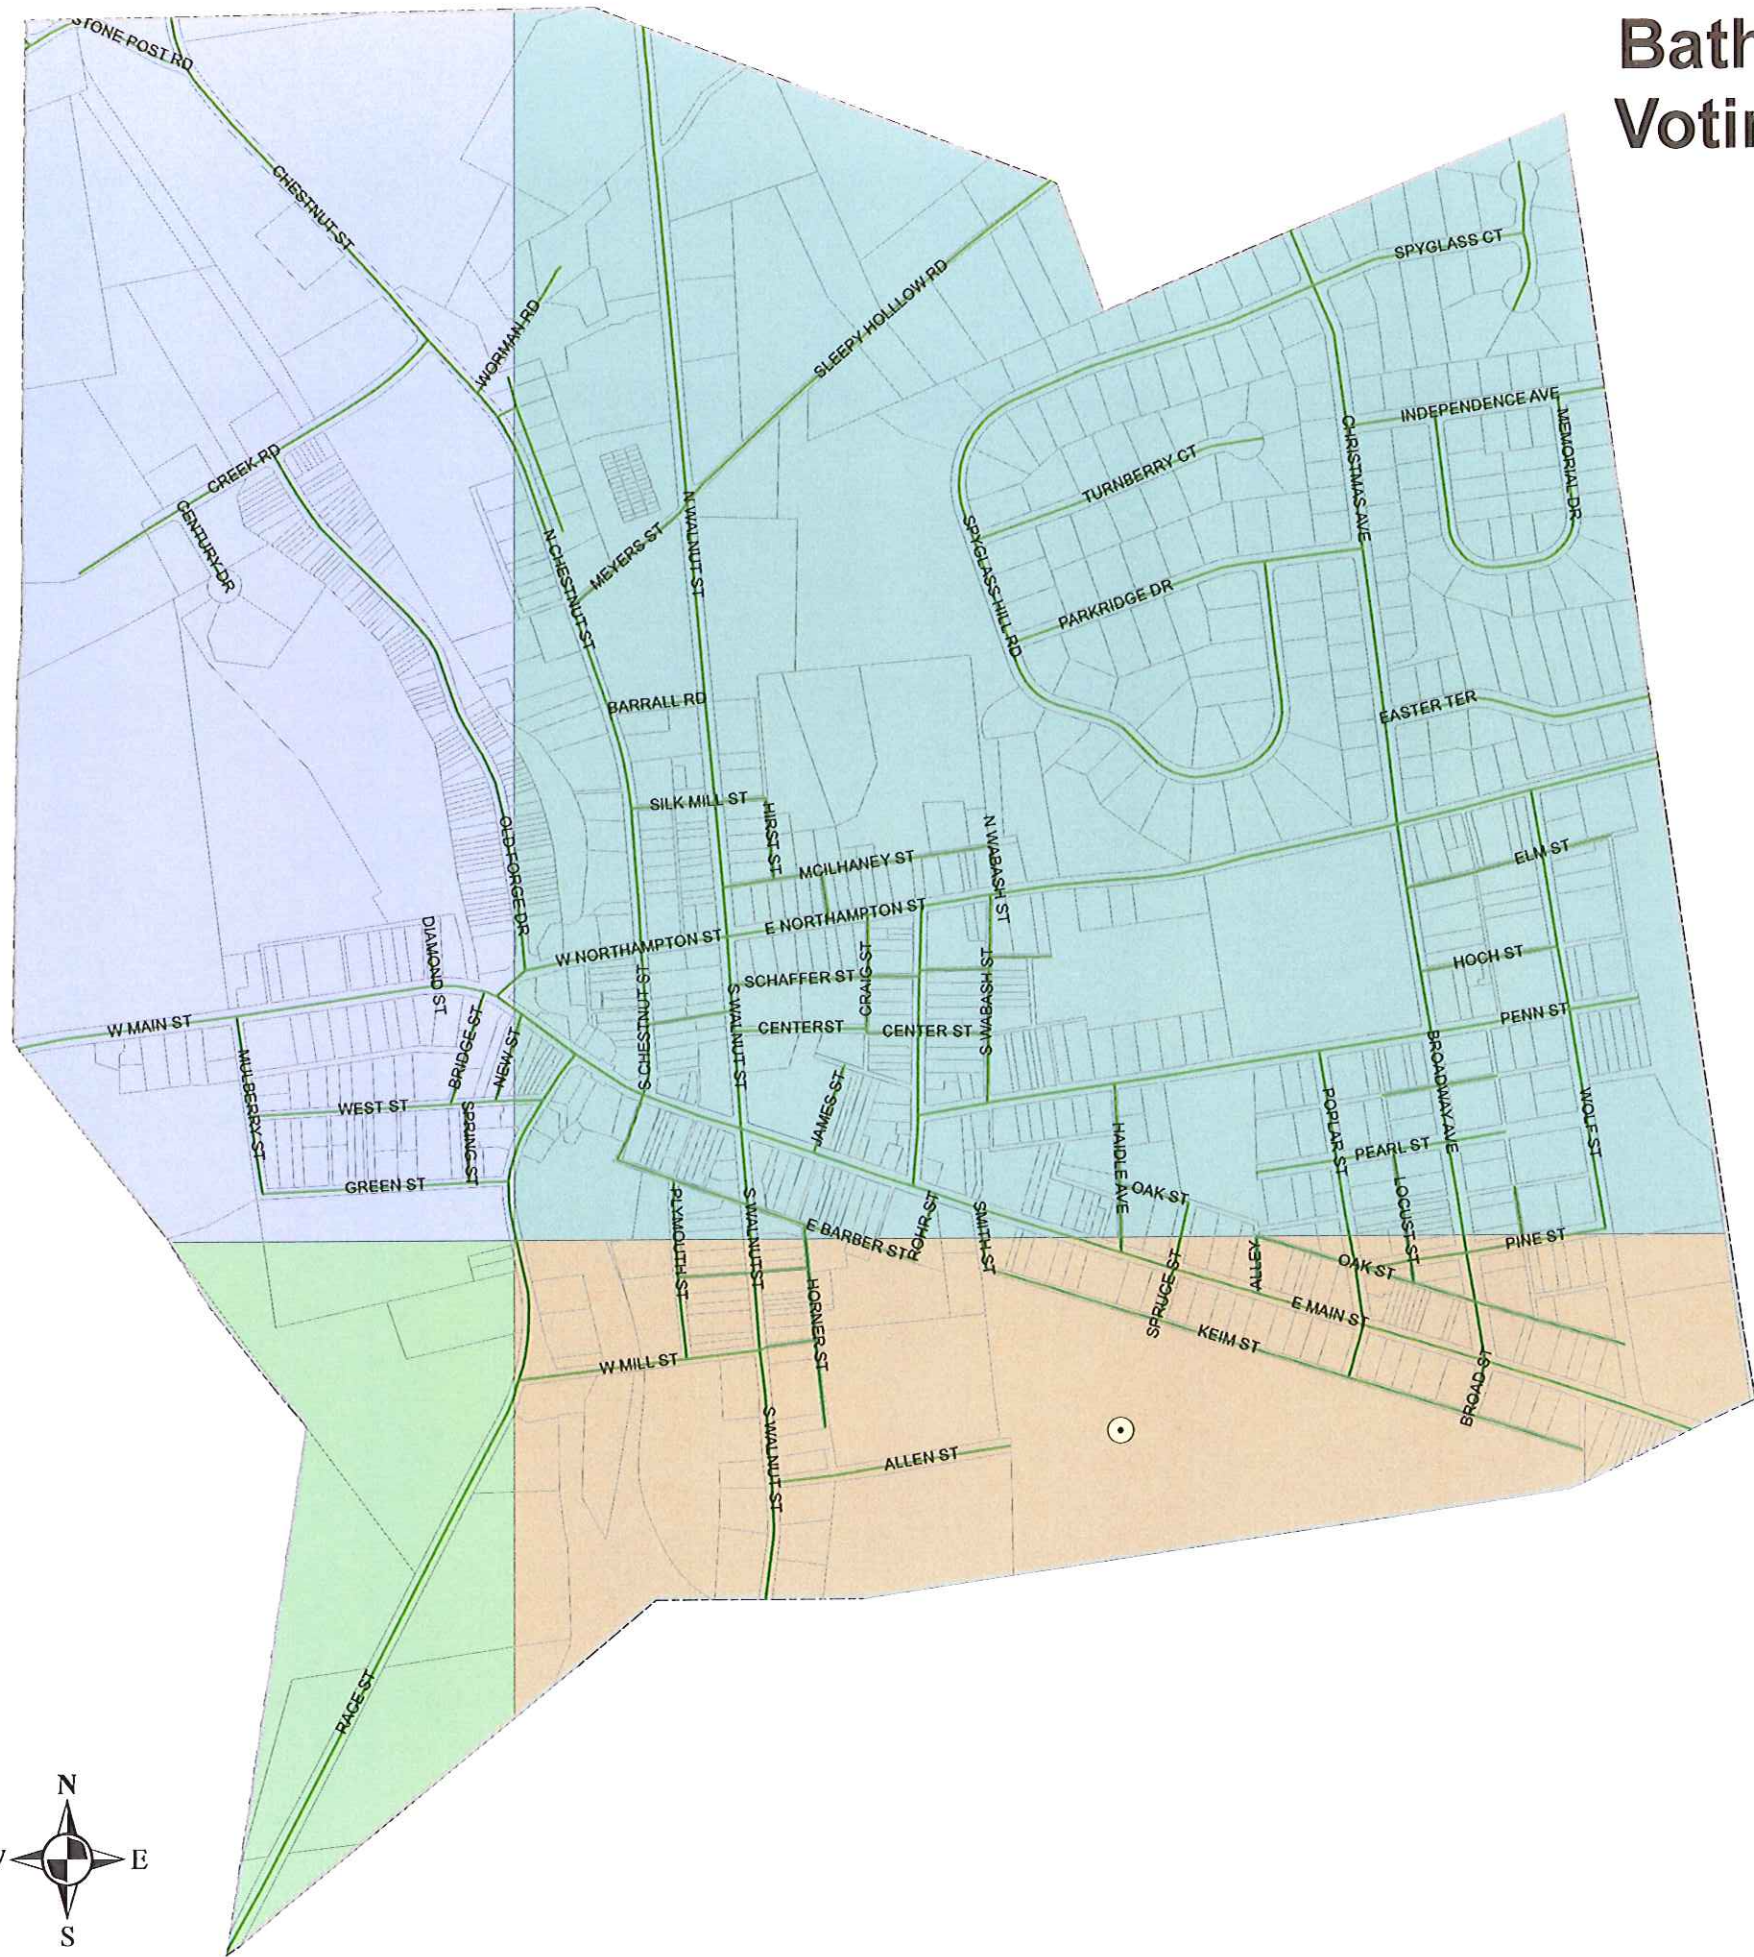 Bath
Votin
STONE POST RD
CHESTNUT ST
WORMAN RD
SLEEPY HOLLLOW RD
SPYGLASS CT
INDEPENDENCE AVE
MEMORIAL DR
CHRISTMAS AVE
TURNBERRY CT
CREEK RD
CENTURY DR
N CHESTNUT ST
MEYERS ST
N WALNUT ST
SPYGLASS HILL RD
PARKRIDGE DR
BARRALL RD
EASTER TER
SILK MILL ST
HIRST ST
OLD FORGE DR
MCILHANEY ST
N WABASH ST
ELM ST
DIAMOND ST
W NORTHAMPTON ST
E NORTHAMPTON ST
HOCH ST
SCHAFFER ST
CRAIG ST
S CHESTNUT ST
S WALNUT ST
S WABASH ST
W MAIN ST
BRIDGE ST
NEW ST
CENTERST
CENTER ST
PENN ST
MULBERRY ST
WEST ST
SPRING ST
JAMES ST
BROADWAY AVE
POPLAR ST
WOLF ST
HAIDLE AVE
PEARL ST
GREEN ST
PLYMOUTH ST
S WALNUT ST
E BARBER ST
ROHR ST
SMITH ST
OAK ST
LOCUST ST
ALLEY
OAK ST
PINE ST
SPRUCE ST
HORNER ST
E MAIN ST
KEIM ST
W MILL ST
BROAD ST
S WALNUT ST
ALLEN ST
RACE ST
N
E
S